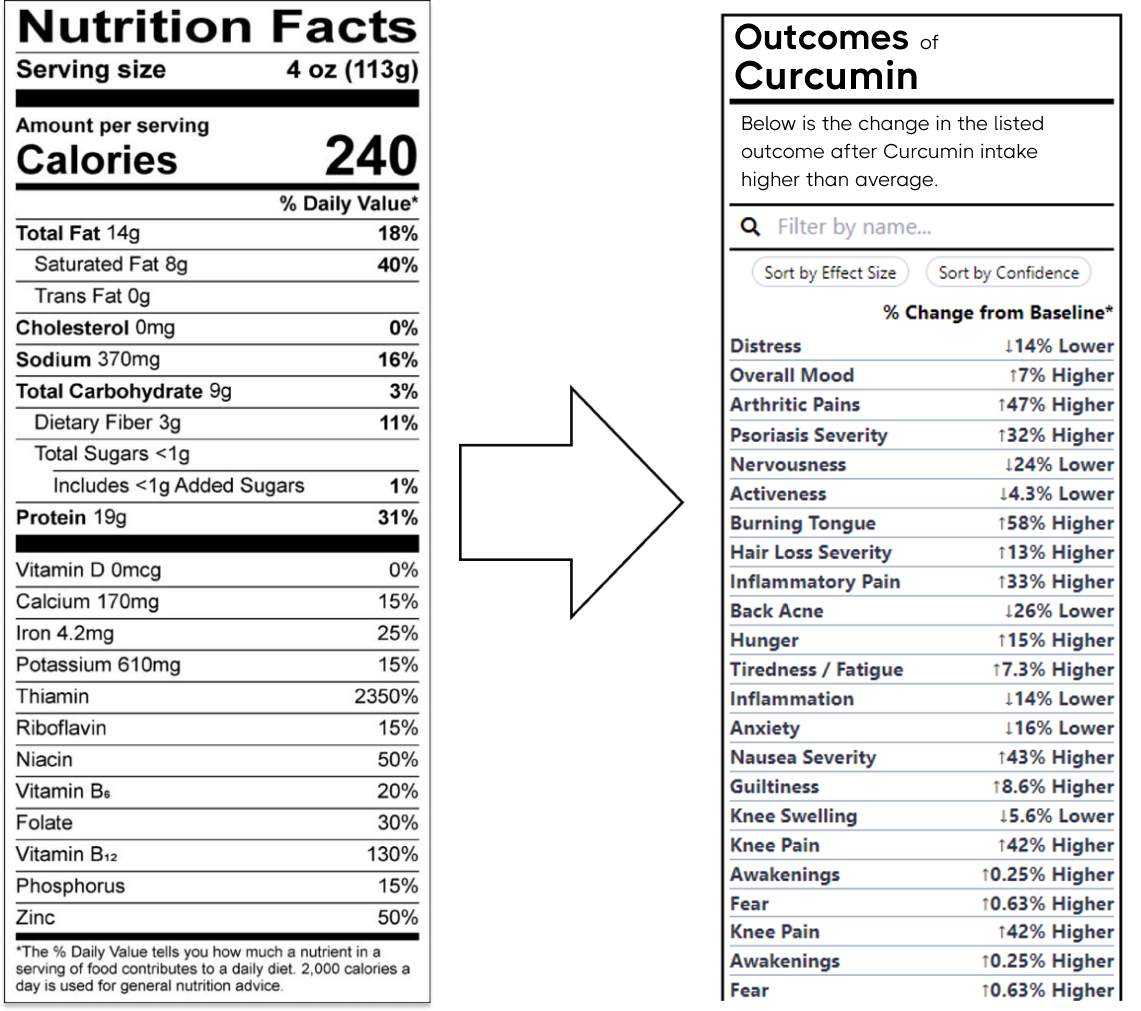 Nutrition Facts
Serving size 4 oz (113g)
Amount per serving
Calories 240
% Daily Value*
Total Fat 14g 18%
Saturated Fat 8g 40%
Trans Fat 0g
Cholesterol 0mg 0%
Sodium 370mg 16%
Total Carbohydrate 9g 3%
Dietary Fiber 3g 11%
Total Sugars <1g
Includes <1g Added Sugars 1%
Protein 19g 31%
Vitamin D 0mcg 0%
Calcium 170mg 15%
Iron 4.2mg 25%
Potassium 610mg 15%
Thiamin 2350%
Riboflavin 15%
Niacin 50%
Vitamin B₆ 20%
Folate 30%
Vitamin B₁₂ 130%
Phosphorus 15%
Zinc 50%
*The % Daily Value tells you how much a nutrient in a
serving of food contributes to a daily diet. 2,000 calories a
day is used for general nutrition advice.
Outcomes of
Curcumin
Below is the change in the listed
outcome after Curcumin intake
higher than average.
Filter by name...
Sort by Effect Size Sort by Confidence
% Change from Baseline*
Distress ↓14% Lower
Overall Mood ↑7% Higher
Arthritic Pains ↑47% Higher
Psoriasis Severity ↑32% Higher
Nervousness ↓24% Lower
Activeness ↓4.3% Lower
Burning Tongue ↑58% Higher
Hair Loss Severity ↑13% Higher
Inflammatory Pain ↑33% Higher
Back Acne ↓26% Lower
Hunger ↑15% Higher
Tiredness / Fatigue ↑7.3% Higher
Inflammation ↓14% Lower
Anxiety ↓16% Lower
Nausea Severity ↑43% Higher
Guiltiness ↑8.6% Higher
Knee Swelling ↓5.6% Lower
Knee Pain ↑42% Higher
Awakenings ↑0.25% Higher
Fear ↑0.63% Higher
Knee Pain ↑42% Higher
Awakenings ↑0.25% Higher
Fear ↑0.63% Higher